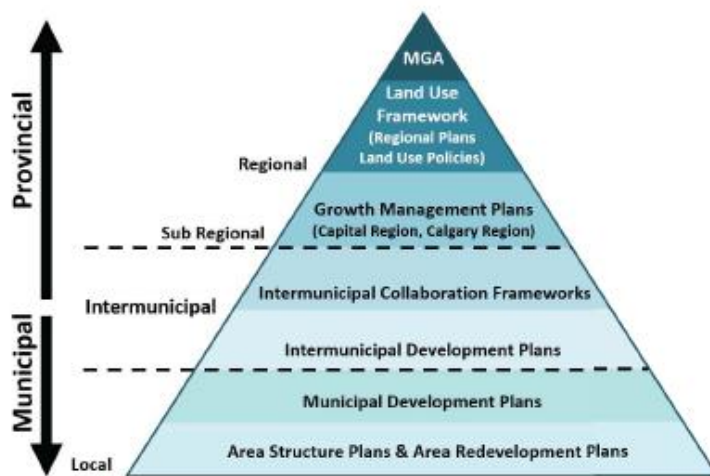 MGA
Land Use
Framework
(Regional Plans
Land Use Policies)
Regional
Growth Management Plans
(Capital Region, Calgary Region)
Sub Regional
Provincial
Intermunicipal Collaboration Frameworks
Intermunicipal
Intermunicipal Development Plans
Municipal
Municipal Development Plans
Area Structure Plans & Area Redevelopment Plans
Local